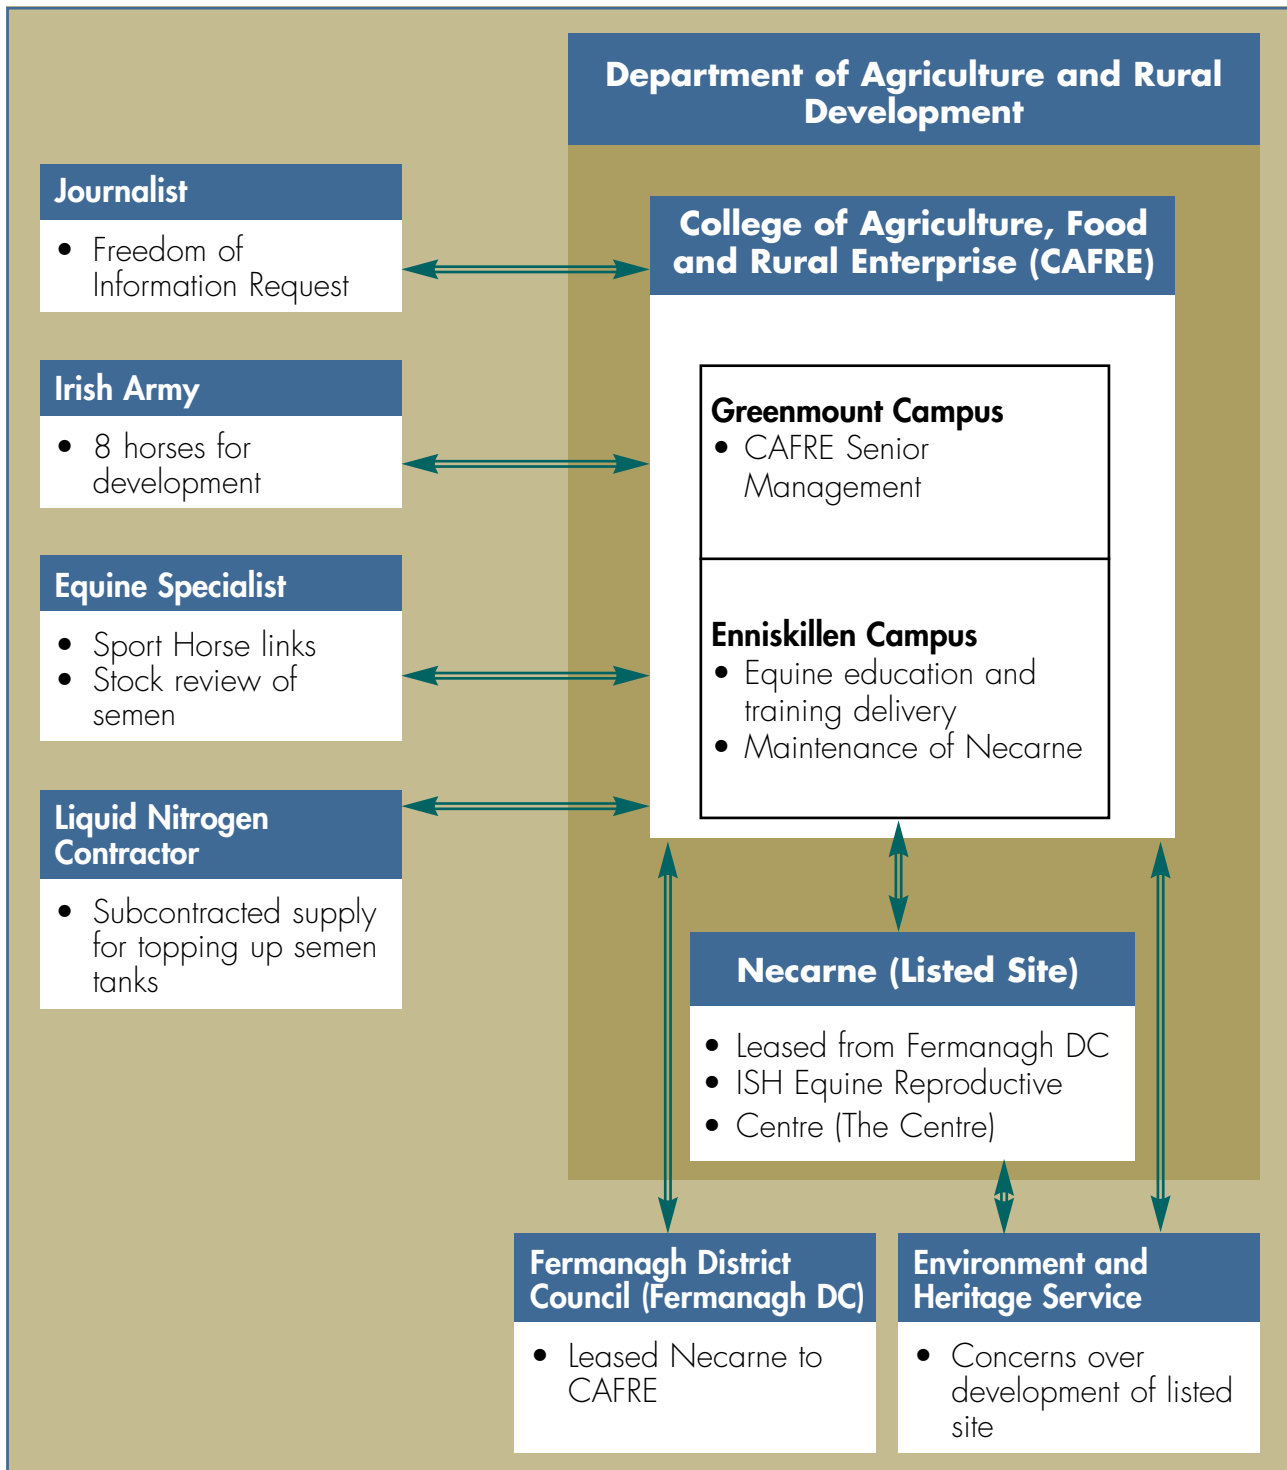 Department of Agriculture and Rural
Development
Journalist
• Freedom of
Information Request
College of Agriculture, Food
and Rural Enterprise (CAFRE)
Irish Army
• 8 horses for
development
Greenmount Campus
• CAFRE Senior
Management
Equine Specialist
• Sport Horse links
• Stock review of
semen
Enniskillen Campus
• Equine education and
training delivery
• Maintenance of Necarne
Liquid Nitrogen
Contractor
• Subcontracted supply
for topping up semen
tanks
Necarne (Listed Site)
• Leased from Fermanagh DC
• ISH Equine Reproductive
• Centre (The Centre)
Fermanagh District
Council (Fermanagh DC)
• Leased Necarne to
CAFRE
Environment and
Heritage Service
• Concerns over
development of listed
site